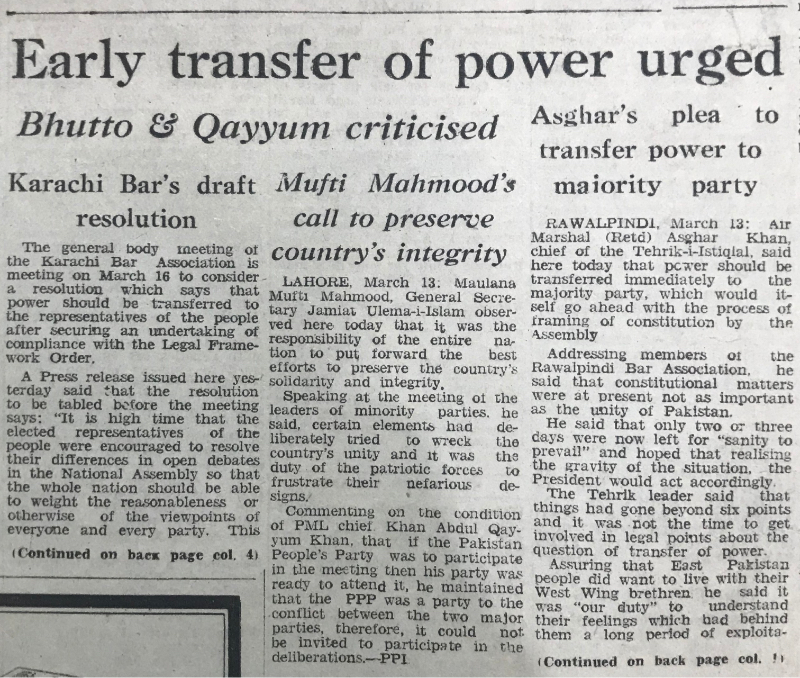 Early transfer of power urged
Bhutto & Qayyum criticised
Karachi Bar's draft
resolution
The general body meeting of
the Karachi Bar Association is
meeting on March 16 to consider
a resolution which says that
power should be transferred to
the representatives of the people
after securing an undertaking of
compliance with the Legal Frame-
work Order.
A Press release issued here yes-
terday said that the resolution
to be tabled before the meeting
says: "It is high time that the
elected representatives of the
people were encouraged to resolve
their differences in open debates
in the National Assembly so that
the whole nation should be able
to weight the reasonableness or
otherwise of the viewpoints of
everyone and every party. This
(Continued on back page col. 4)
Mufti Mahmood's
call to preserve
country's integrity
LAHORE, March 13: Maulana
Mufti Mahmood, General Secre-
tary Jamiat Ulema-i-Islam obser-
ved here today that it was the
responsibility of the entire na-
tion to put forward the best
efforts to preserve the country's
solidarity and integrity.
Speaking at the meeting of the
leaders of minority parties, he
said, certain elements had de-
liberately tried to wreck the
country's unity and it was the
duty of the patriotic forces to
frustrate their nefarious de-
signs.
Commenting on the condition
of PML chief, Khan Abdul Qay-
yum Khan, that if the Pakistan
People's Party was to participate
in the meeting then his party was
ready to attend it, he maintained
that the PPP was a party to the
conflict between the two major
parties, therefore, it could not
be invited to participate in the
deliberations.—PPI
Asghar's plea to
transfer power to
maiority party
RAWALPINDI, March 13: Air
Marshal (Retd) Asghar Khan,
chief of the Tehrik-i-Istiqlal, said
here today that power should be
transferred immediately to the
majority party, which would it-
self go ahead with the process of
framing of constitution by the
Assembly
Addressing members of the
Rawalpindi Bar Association, he
said that constitutional matters
were at present not as important
as the unity of Pakistan.
He said that only two or three
days were now left for "sanity to
prevail" and hoped that realising
the gravity of the situation, the
President would act accordingly.
The Tehrik leader said that
things had gone beyond six points
and it was not the time to get
involved in legal points about the
question of transfer of power.
Assuring that East Pakistan
people did want to live with their
West Wing brethren he said it
was "our duty" to understand
their feelings which had behind
them a long period of exploita-
(Continued on back page col. !)